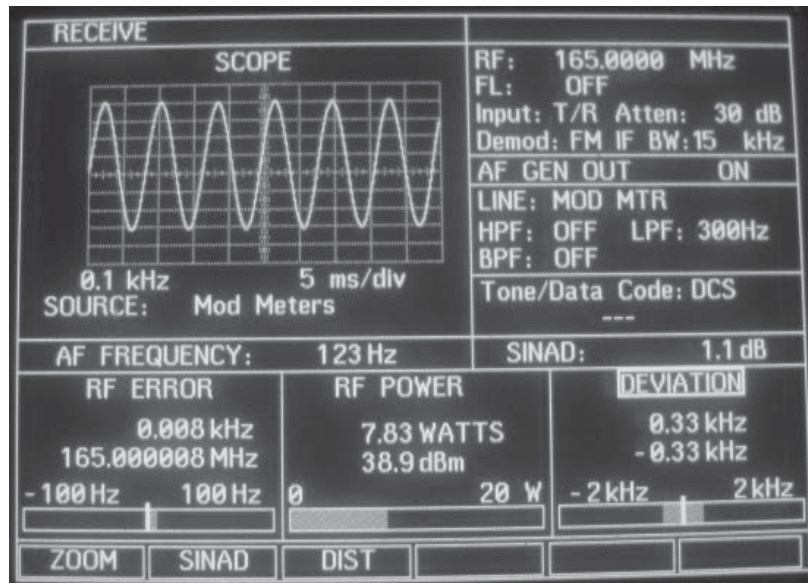 RECEIVE
SCOPE
0.1 kHz 5 ms/div
SOURCE: Mod Meters
RF: 165.0000 MHz
FL: OFF
Input: T/R Atten: 30 dB
Demod: FM IF BW:15 kHz
AF GEN OUT ON
LINE: MOD MTR
HPF: OFF LPF: 300Hz
BPF: OFF
Tone/Data Code: DCS
---
AF FREQUENCY: 123 Hz
SINAD: 1.1 dB
RF ERROR
0.008 kHz
165.000008 MHz
-100 Hz 100 Hz
RF POWER
7.83 WATTS
38.9 dBm
0 20 W
DEVIATION
0.33 kHz
-0.33 kHz
-2 kHz 2 kHz
ZOOM SINAD DIST